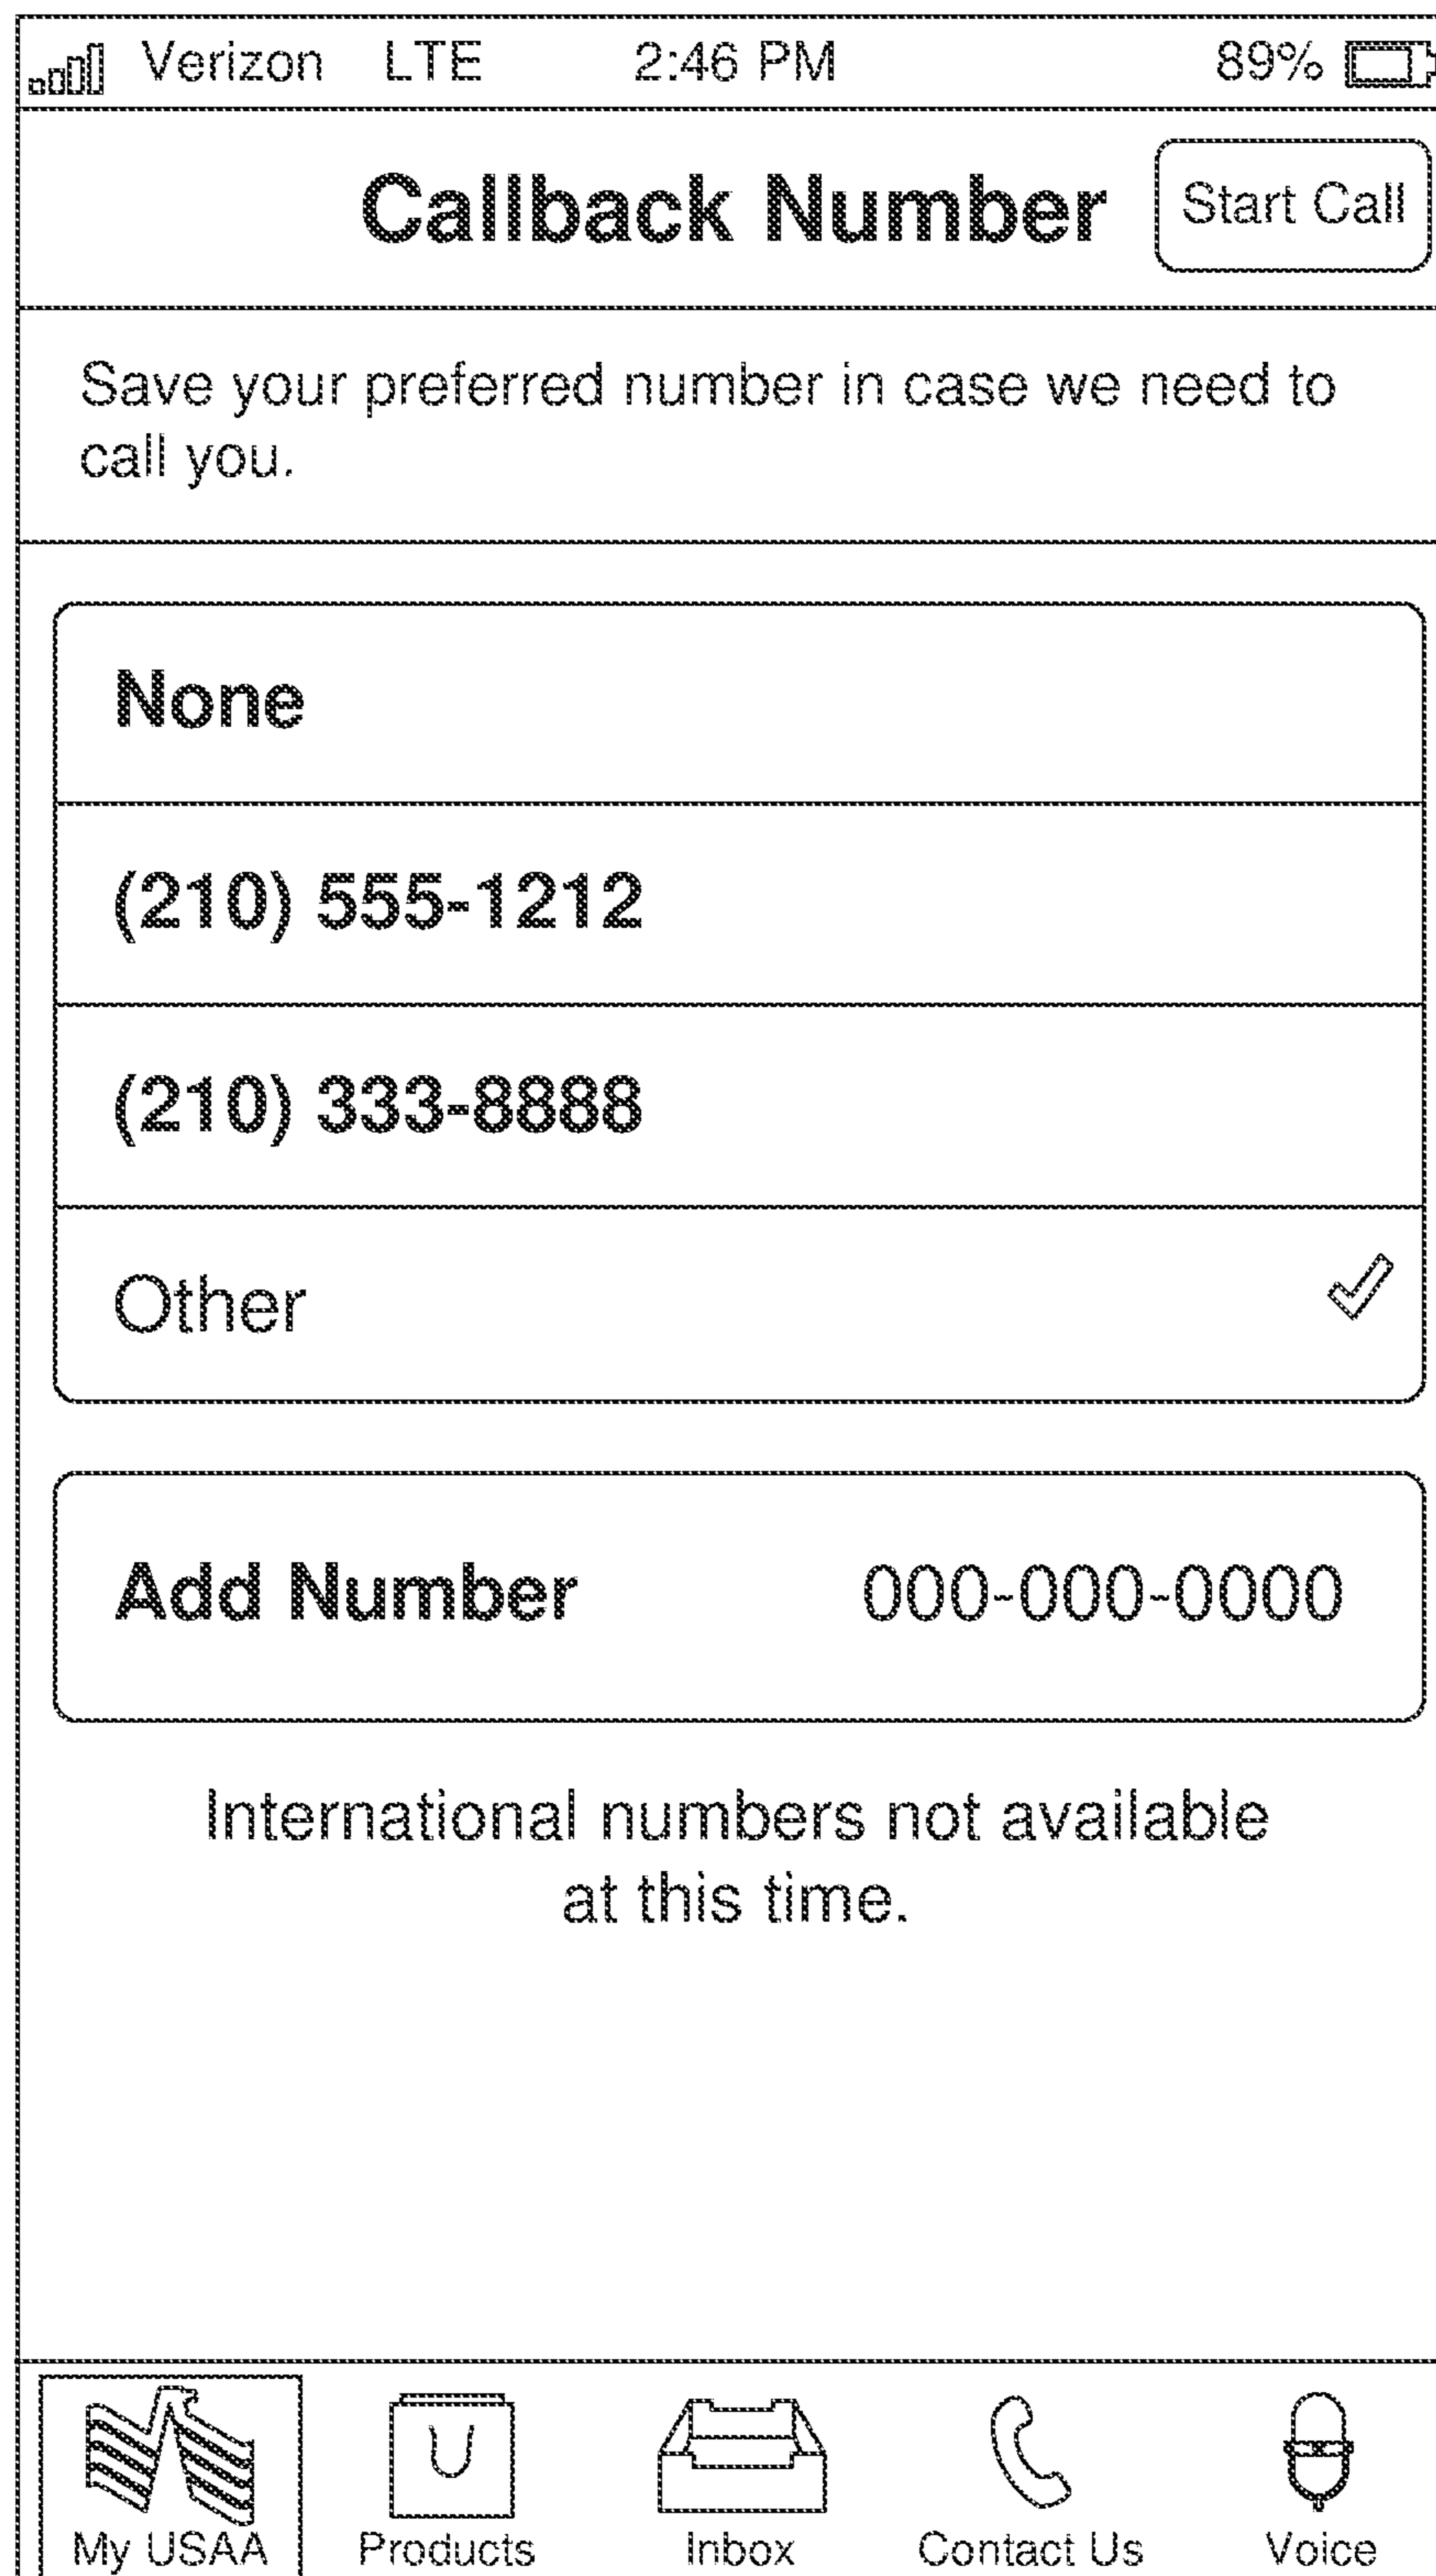 Verizon LTE 2:46 PM 89%
Callback Number Start Call
Save your preferred number in case we need to
call you.
None
(210) 555-1212
(210) 333-8888
Other
Add Number 000-000-0000
International numbers not available
at this time.
My USAA Products Inbox Contact Us Voice